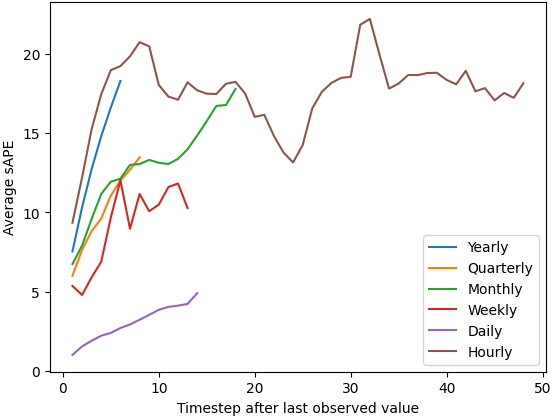 Average sAPE
20
15
10
5
0
0 10 20 30 40 50
Timestep after last observed value
Yearly
Quarterly
Monthly
Weekly
Daily
Hourly